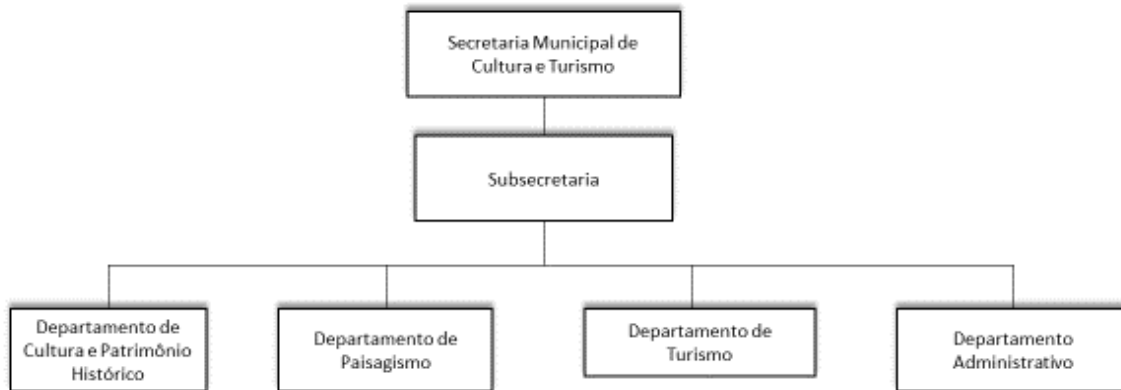 Secretaria Municipal de
Cultura e Turismo
Subsecretaria
Departamento de
Cultura e Patrimônio
Histórico
Departamento de
Paisagismo
Departamento de
Turismo
Departamento
Administrativo